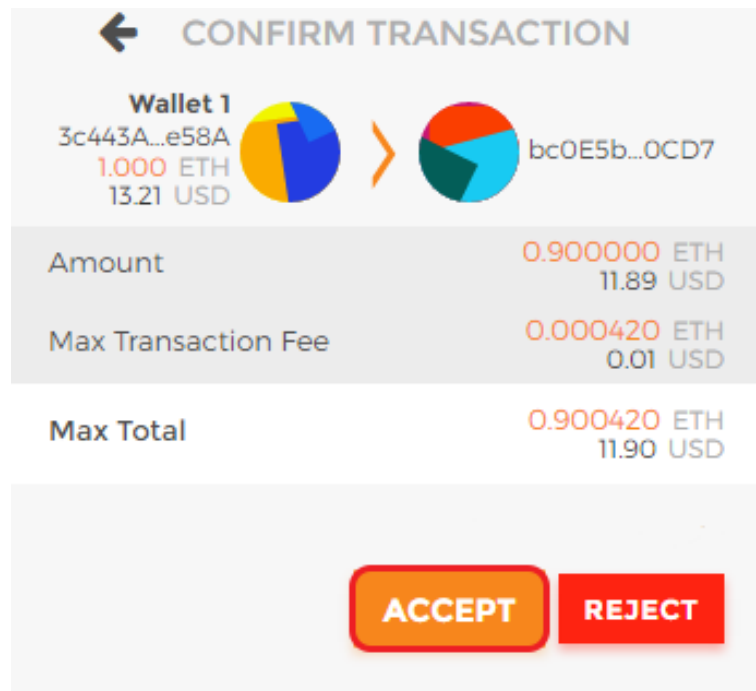 CONFIRM TRANSACTION
Wallet 1
3c443A...e58A
1.000 ETH
13.21 USD
bc0E5b...0CD7
Amount
0.900000 ETH
11.89 USD
Max Transaction Fee
0.000420 ETH
0.01 USD
Max Total
0.900420 ETH
11.90 USD
ACCEPT
REJECT